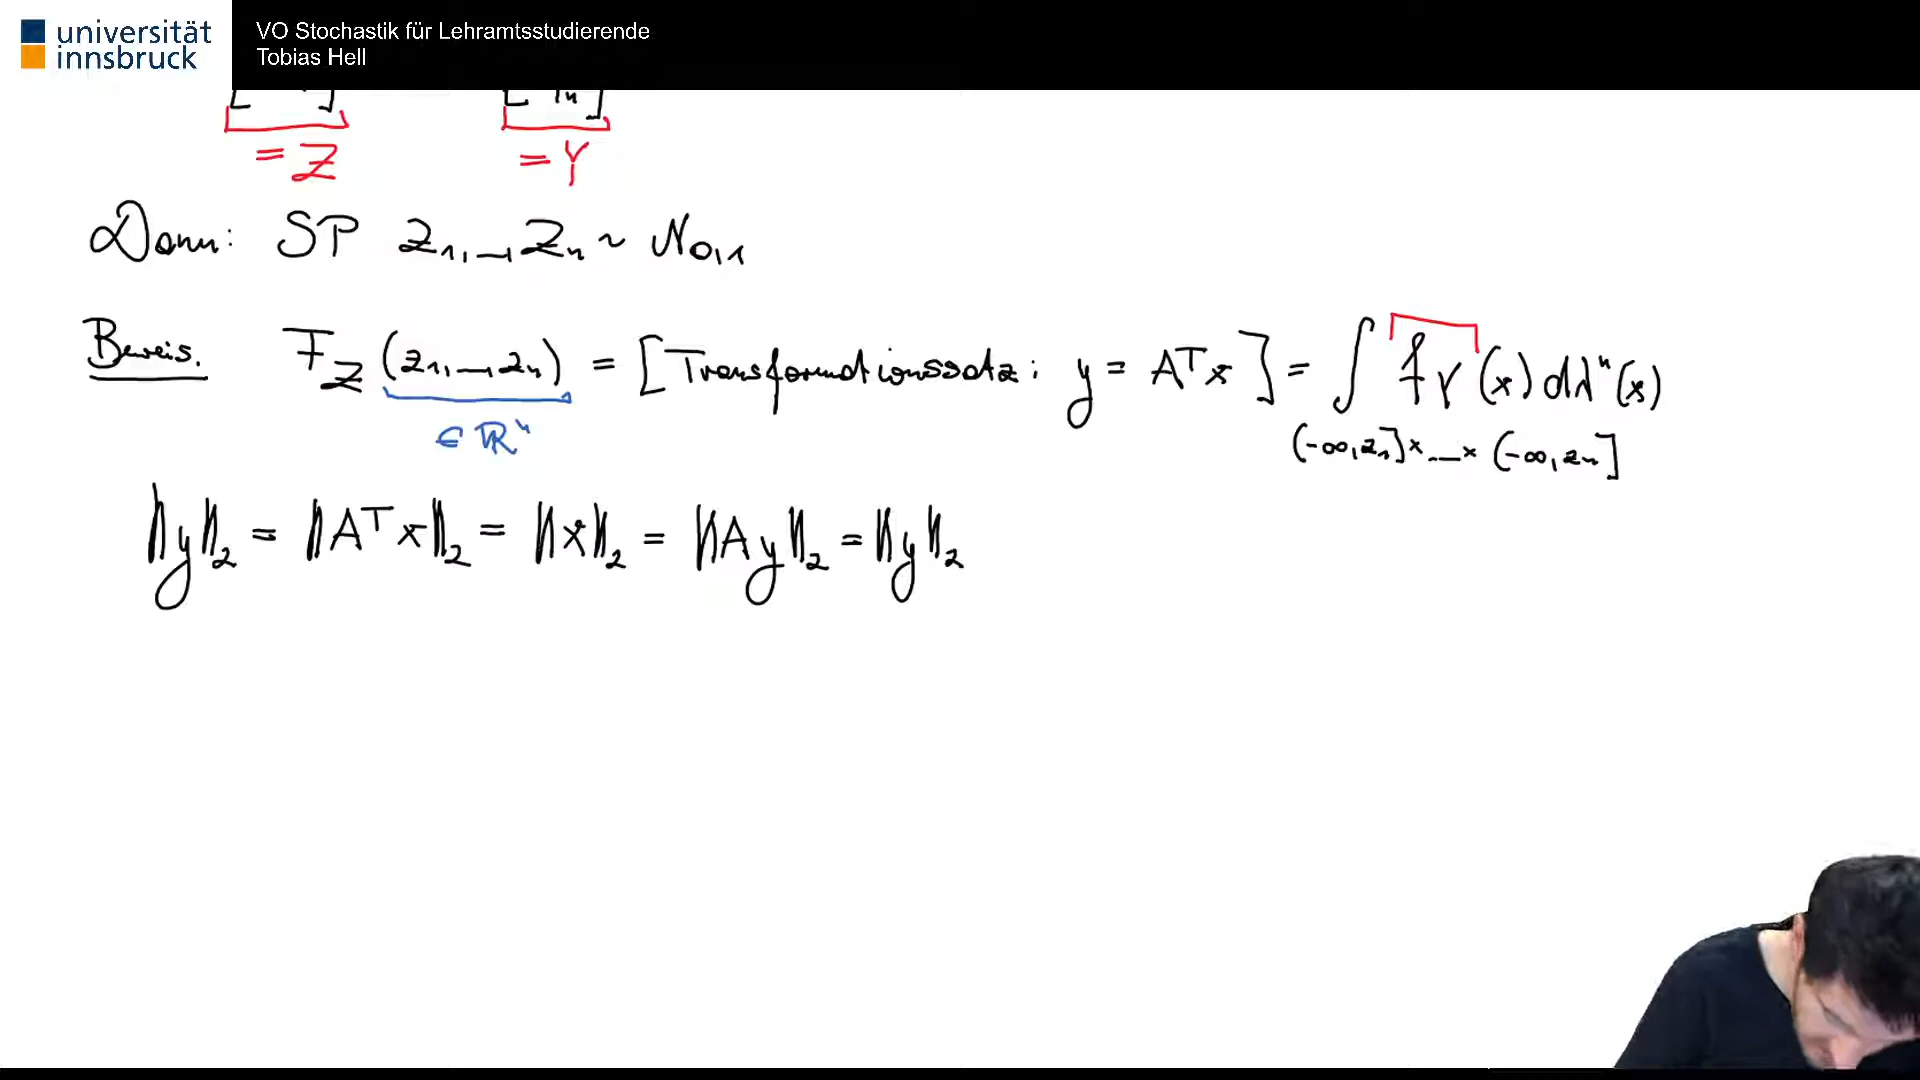 universität innsbruck
VO Stochastik für Lehramtsstudierende
Tobias Hell
= Z = Y
Dann: SP Z₁,...,Zₙ ~ N₀,₁
Beweis. F_Z (z₁,...,zₙ) = [Transformationssatz: y = Aᵀx] = ∫ f_Y (x) dλⁿ(x)
∈ ℝⁿ (-∞,z₁]×...×(-∞,zₙ]
‖y‖₂ = ‖Aᵀx‖₂ = ‖x‖₂ = ‖Ay‖₂ = ‖y‖₂